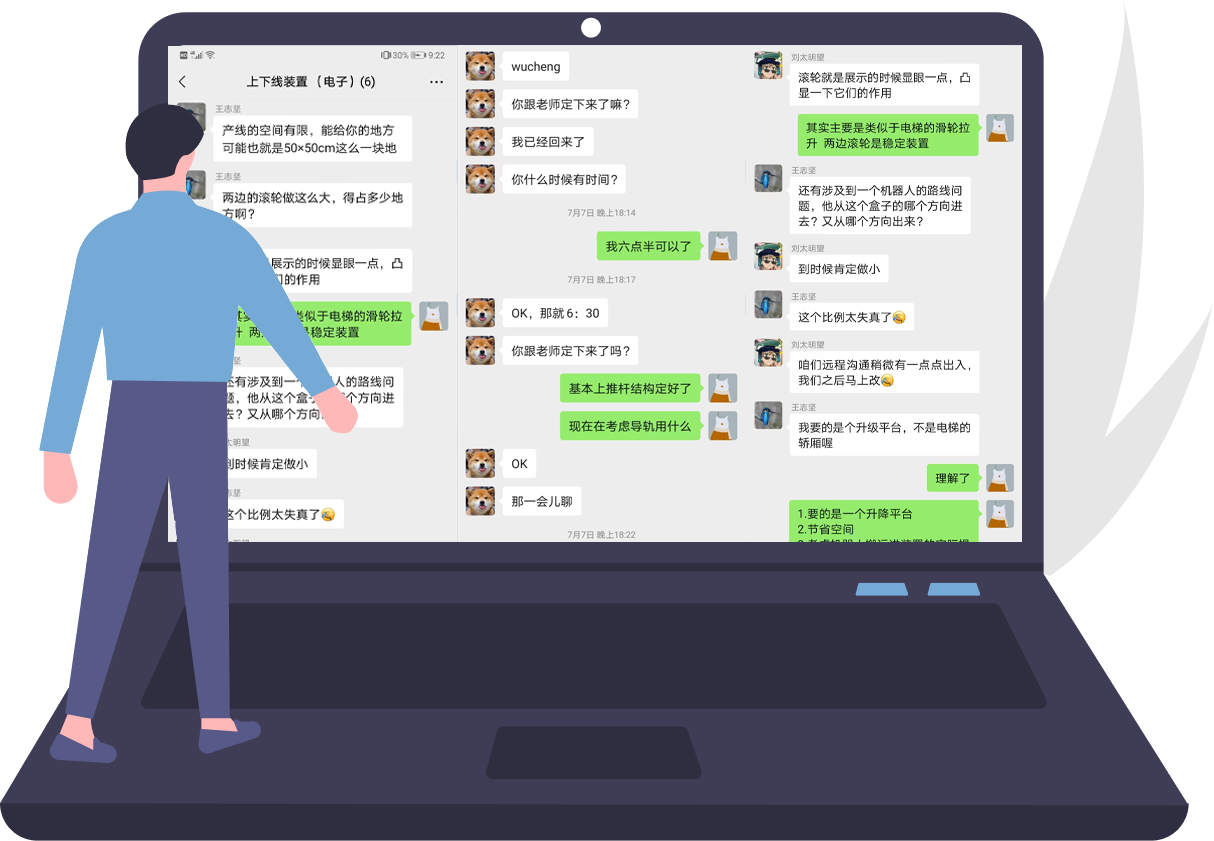 30% 9:22
上下线装置（电子）(6)
王志坚
产线的空间有限，能给你的地方
可能也就是50×50cm这么一块地
王志坚
两边的滚轮做这么大，得占多少地
方啊？
展示的时候显眼一点，凸
们的作用
其实 类似于电梯的滑轮拉
升 两 是稳定装置
坚
还有涉及到一个 人的路线问
题，他从这个盒子 个方向进
去？又从哪个方向
太明望
到时候肯定做小
志坚
这个比例太失真了
wucheng
你跟老师定下来了嘛？
我已经回来了
你什么时候有时间？
7月7日 晚上18:14
我六点半可以了
7月7日 晚上18:17
OK，那就 6：30
你跟老师定下来了吗？
基本上推杆结构定好了
现在在考虑导轨用什么
OK
那一会儿聊
7月7日 晚上18:22
刘太明望
滚轮就是展示的时候显眼一点，凸
显一下它们的作用
其实主要是类似于电梯的滑轮拉
升 两边滚轮是稳定装置
王志坚
还有涉及到一个机器人的路线问
题，他从这个盒子的哪个方向进
去？又从哪个方向出来？
刘太明望
到时候肯定做小
王志坚
这个比例太失真了
刘太明望
咱们远程沟通稍微有一点点出入，
我们之后马上改
王志坚
我要的是个升级平台，不是电梯的
轿厢喔
理解了
1.要的是一个升降平台
2.节省空间